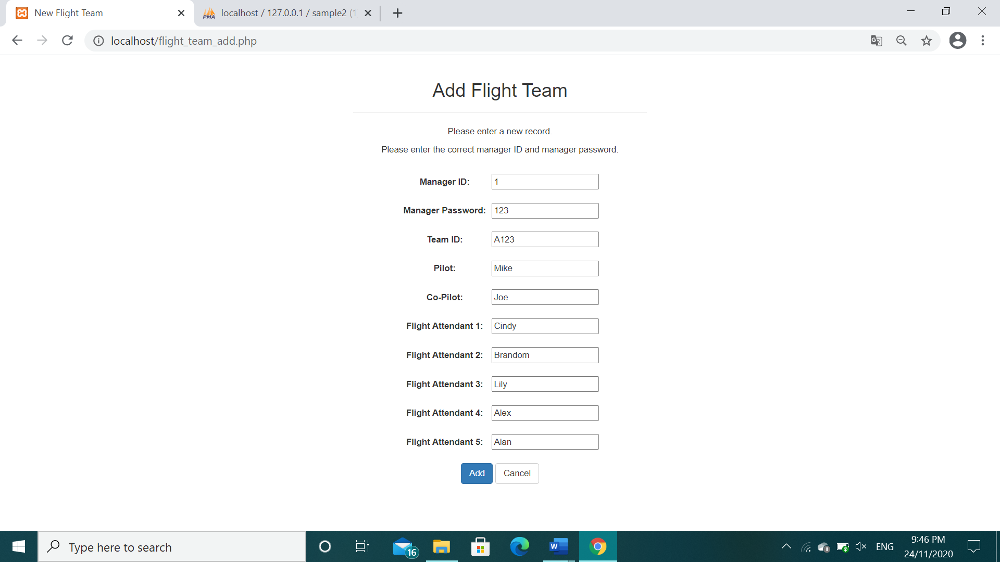 New Flight Team
localhost / 127.0.0.1 / sample2 (1
localhost/flight_team_add.php
Add Flight Team
Please enter a new record.
Please enter the correct manager ID and manager password.
Manager ID: 1
Manager Password: 123
Team ID: A123
Pilot: Mike
Co-Pilot: Joe
Flight Attendant 1: Cindy
Flight Attendant 2: Brandom
Flight Attendant 3: Lily
Flight Attendant 4: Alex
Flight Attendant 5: Alan
Add Cancel
Type here to search
16
ENG
9:46 PM
24/11/2020